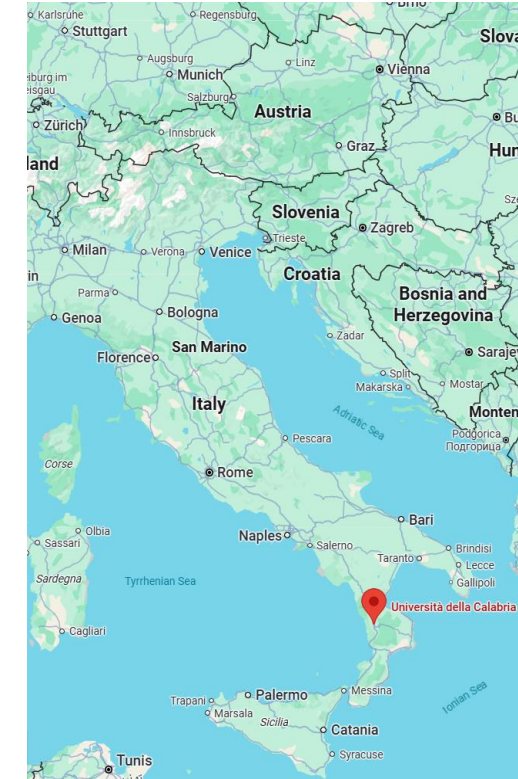 Karlsruhe
Regensburg
Stuttgart
Augsburg
Linz
Munich
Vienna
Salzburg
Austria
Zürich
Innsbruck
Graz
Slovenia
Zagreb
Trieste
Milan
Verona
Venice
Croatia
Parma
Bosnia and
Herzegovina
Genoa
Bologna
Zadar
Florence
San Marino
Split
Makarska
Mostar
Italy
Adriatic Sea
Podgorica
Подгорица
Corse
Pescara
Rome
Bari
Olbia
Naples
Salerno
Sassari
Taranto
Brindisi
Lecce
Sardegna
Tyrrhenian Sea
Gallipoli
Università della Calabria
Cagliari
Ionian Sea
Trapani
Palermo
Messina
Marsala
Sicilia
Catania
Syracuse
Tunis